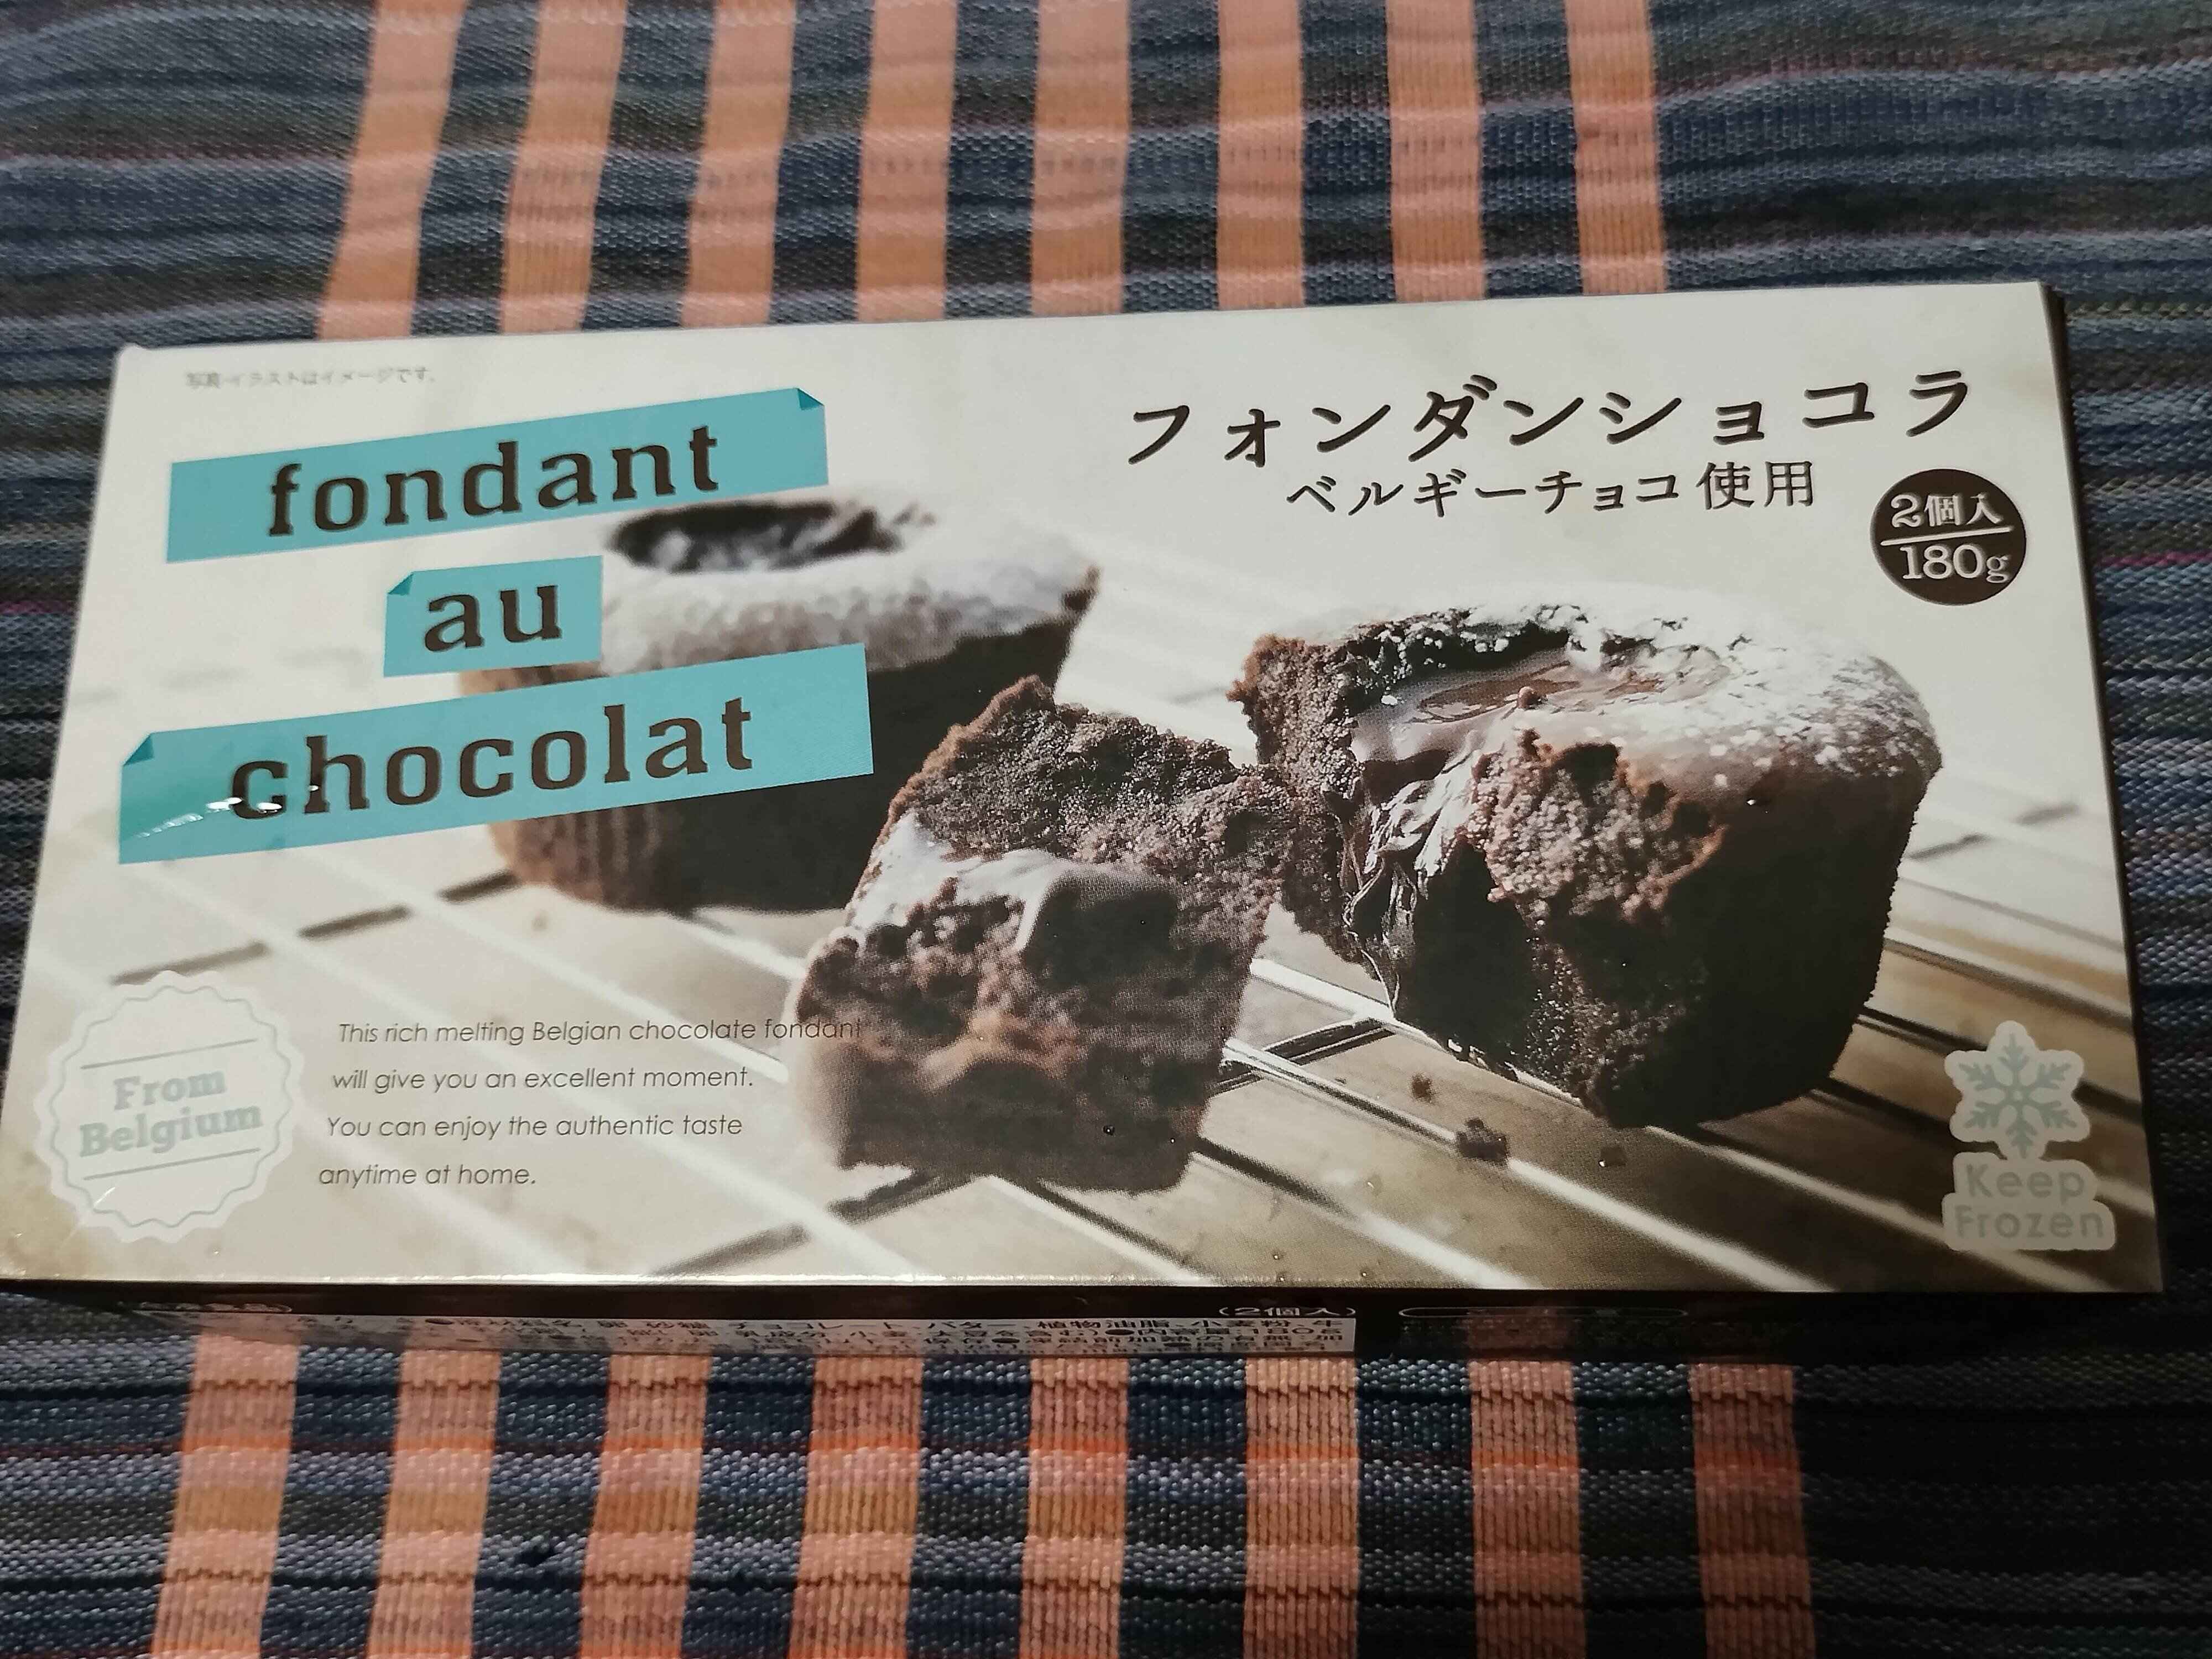 写真・イラストはイメージです。
fondant
au
chocolat
フォンダンショコラ
ベルギーチョコ使用
2個入
180g
This rich melting Belgian chocolate fondant
will give you an excellent moment.
You can enjoy the authentic taste
anytime at home.
From
Belgium
Keep
Frozen
(2個入)